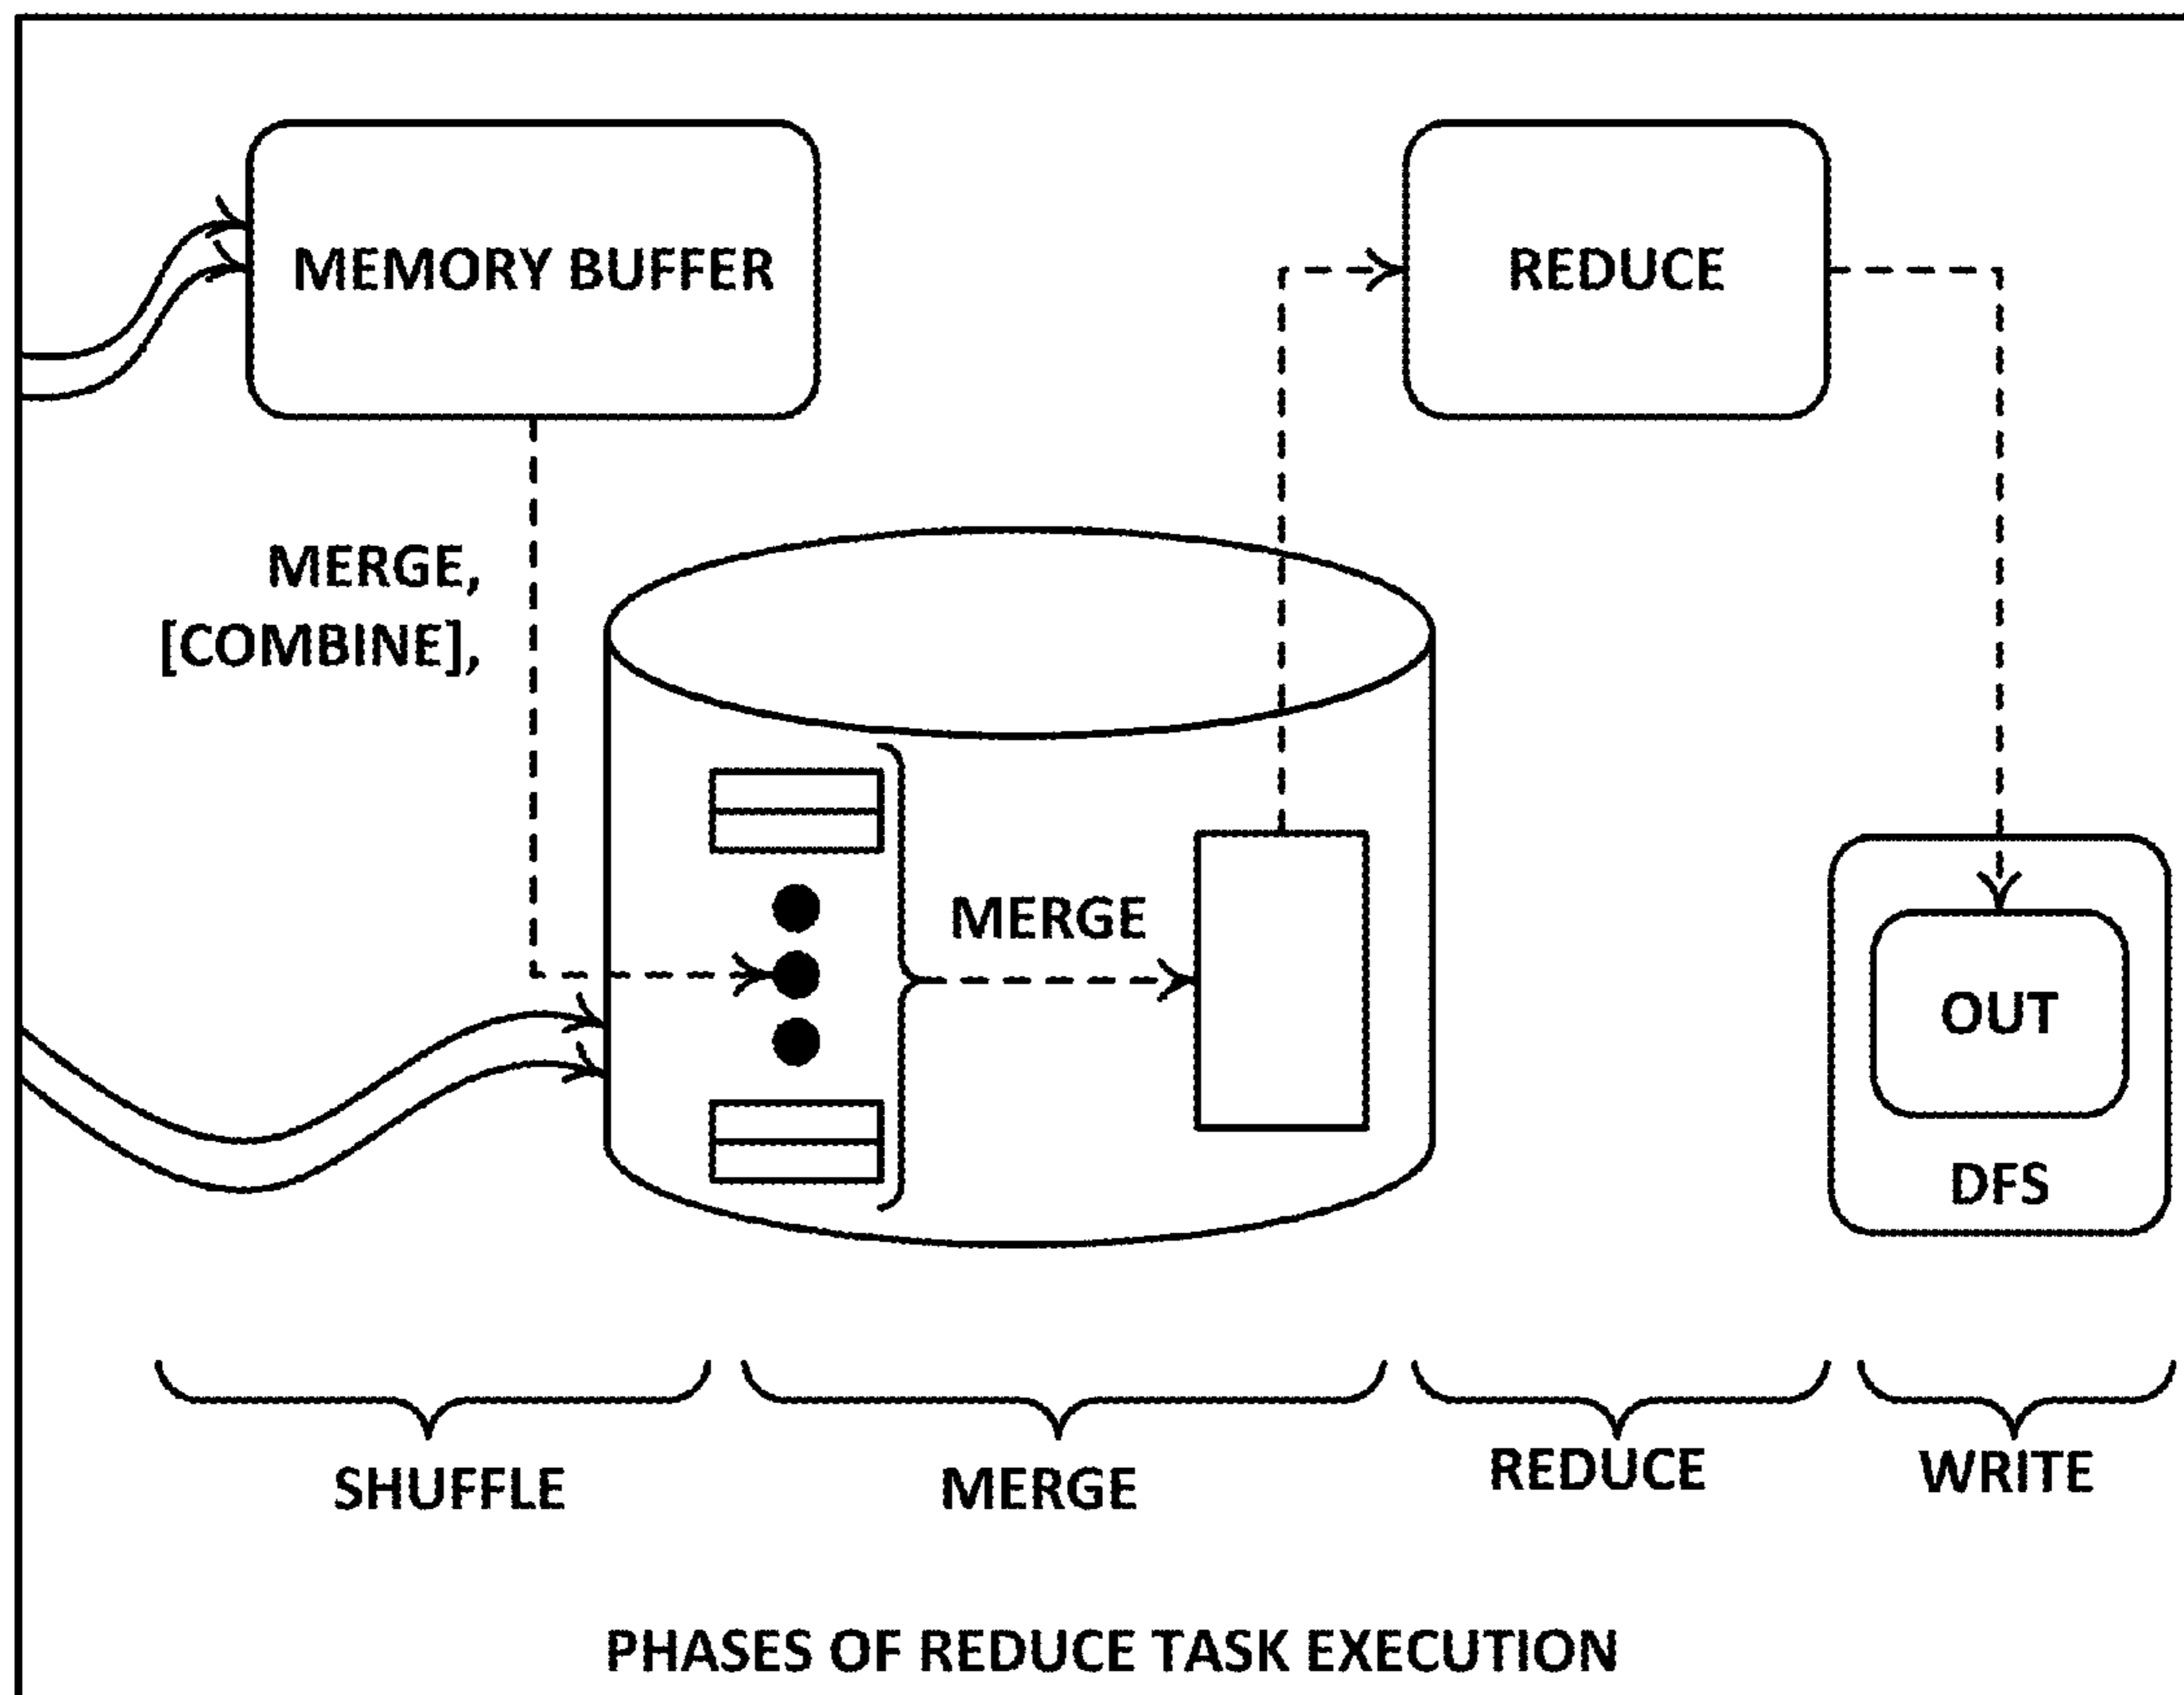 MEMORY BUFFER
REDUCE
MERGE,
[COMBINE],
MERGE
OUT
DFS
SHUFFLE
MERGE
REDUCE
WRITE
PHASES OF REDUCE TASK EXECUTION